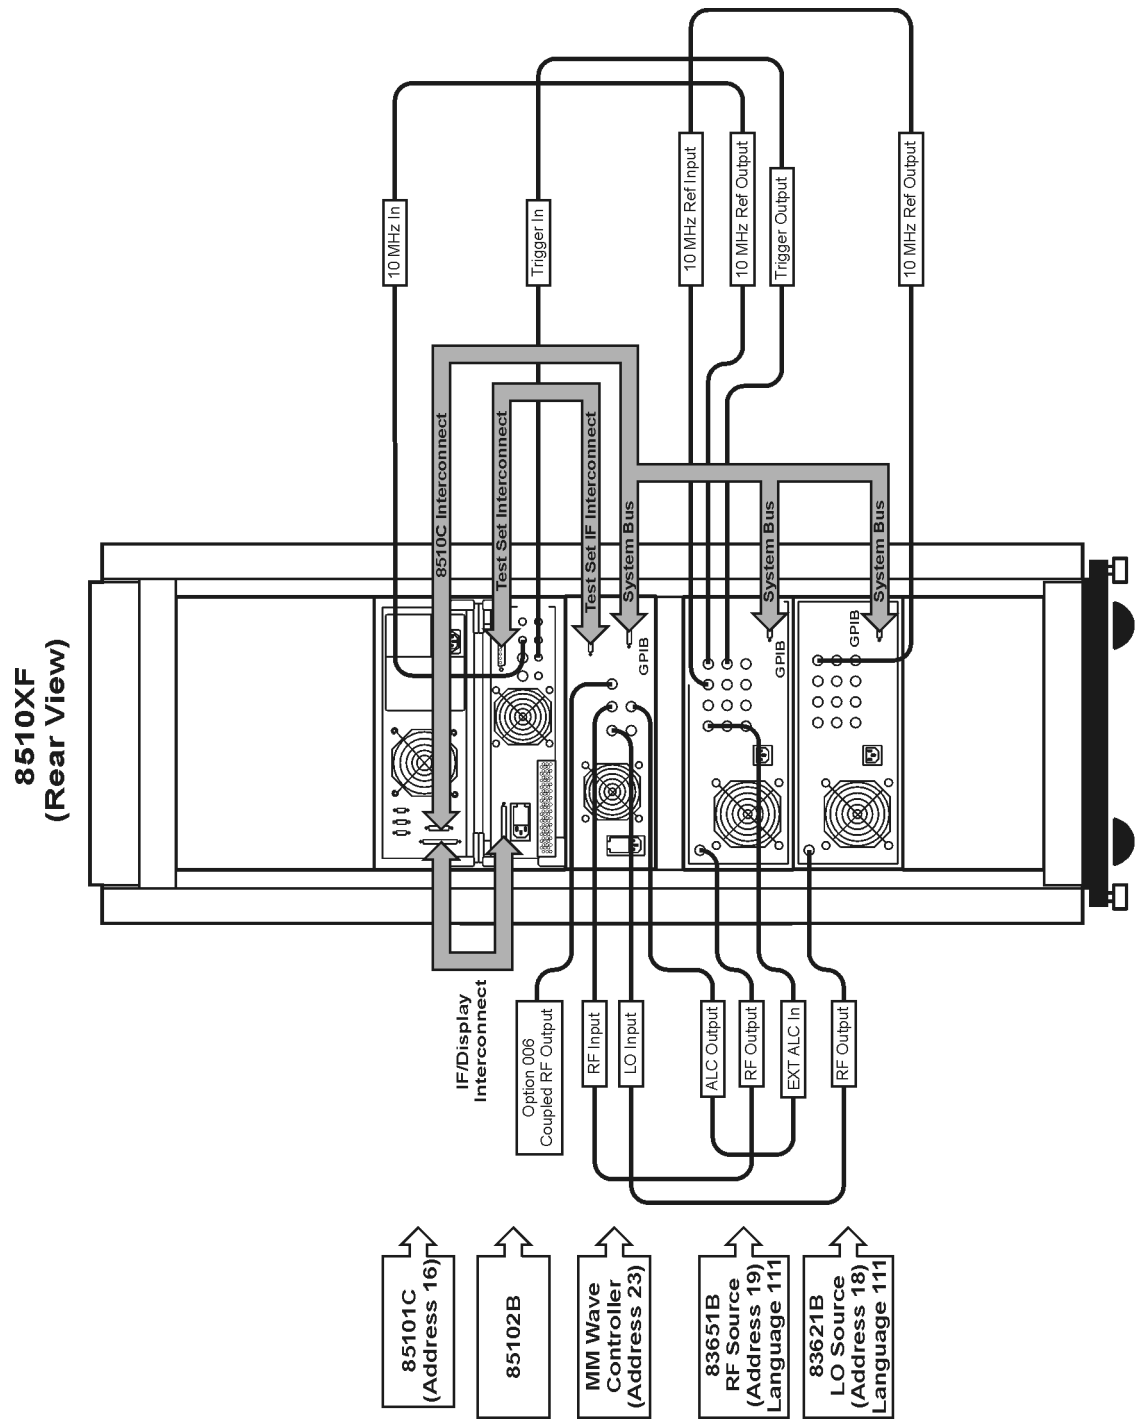 8510XF
(Rear View)
10 MHz In
Trigger In
10 MHz Ref Input
10 MHz Ref Output
Trigger Output
10 MHz Ref Output
8510C Interconnect
Test Set Interconnect
Test Set IF Interconnect
System Bus
System Bus
System Bus
GPIB
GPIB
GPIB
IF/Display
Interconnect
Option 006
Coupled RF Output
RF Input
LO Input
ALC Output
RF Output
EXT ALC In
RF Output
85101C
(Address 16)
85102B
MM Wave
Controller
(Address 23)
83651B
RF Source
(Address 19)
Language 111
83621B
LO Source
(Address 18)
Language 111